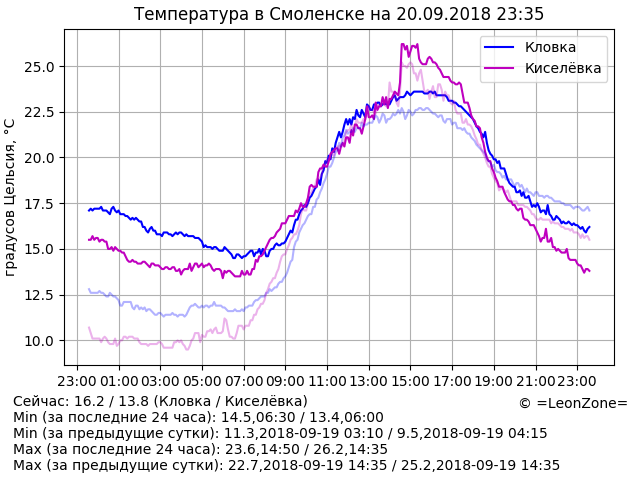 Температура в Смоленске на 20.09.2018 23:35
Кловка
Киселёвка
градусов Цельсия, °C
25.0
22.5
20.0
17.5
15.0
12.5
10.0
23:00 01:00 03:00 05:00 07:00 09:00 11:00 13:00 15:00 17:00 19:00 21:00 23:00
Сейчас: 16.2 / 13.8 (Кловка / Киселёвка)
© =LeonZone=
Min (за последние 24 часа): 14.5,06:30 / 13.4,06:00
Min (за предыдущие сутки): 11.3,2018-09-19 03:10 / 9.5,2018-09-19 04:15
Max (за последние 24 часа): 23.6,14:50 / 26.2,14:35
Max (за предыдущие сутки): 22.7,2018-09-19 14:35 / 25.2,2018-09-19 14:35